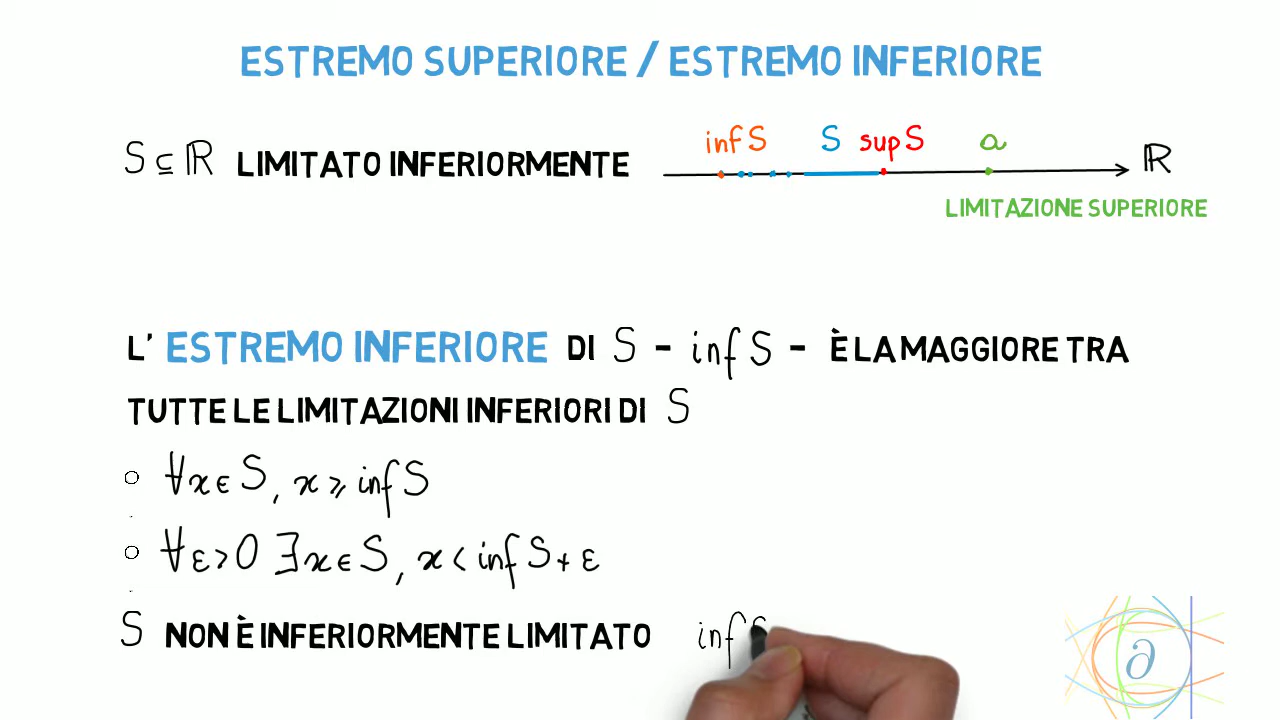 ESTREMO SUPERIORE / ESTREMO INFERIORE
inf S S sup S a
S ⊆ ℝ LIMITATO INFERIORMENTE ℝ
LIMITAZIONE SUPERIORE
L' ESTREMO INFERIORE DI S - inf S - È LA MAGGIORE TRA
TUTTE LE LIMITAZIONI INFERIORI DI S
∀x ∈ S, x ⩾ inf S
∀ε > 0 ∃x ∈ S, x < inf S + ε
S NON È INFERIORMENTE LIMITATO inf S
∂